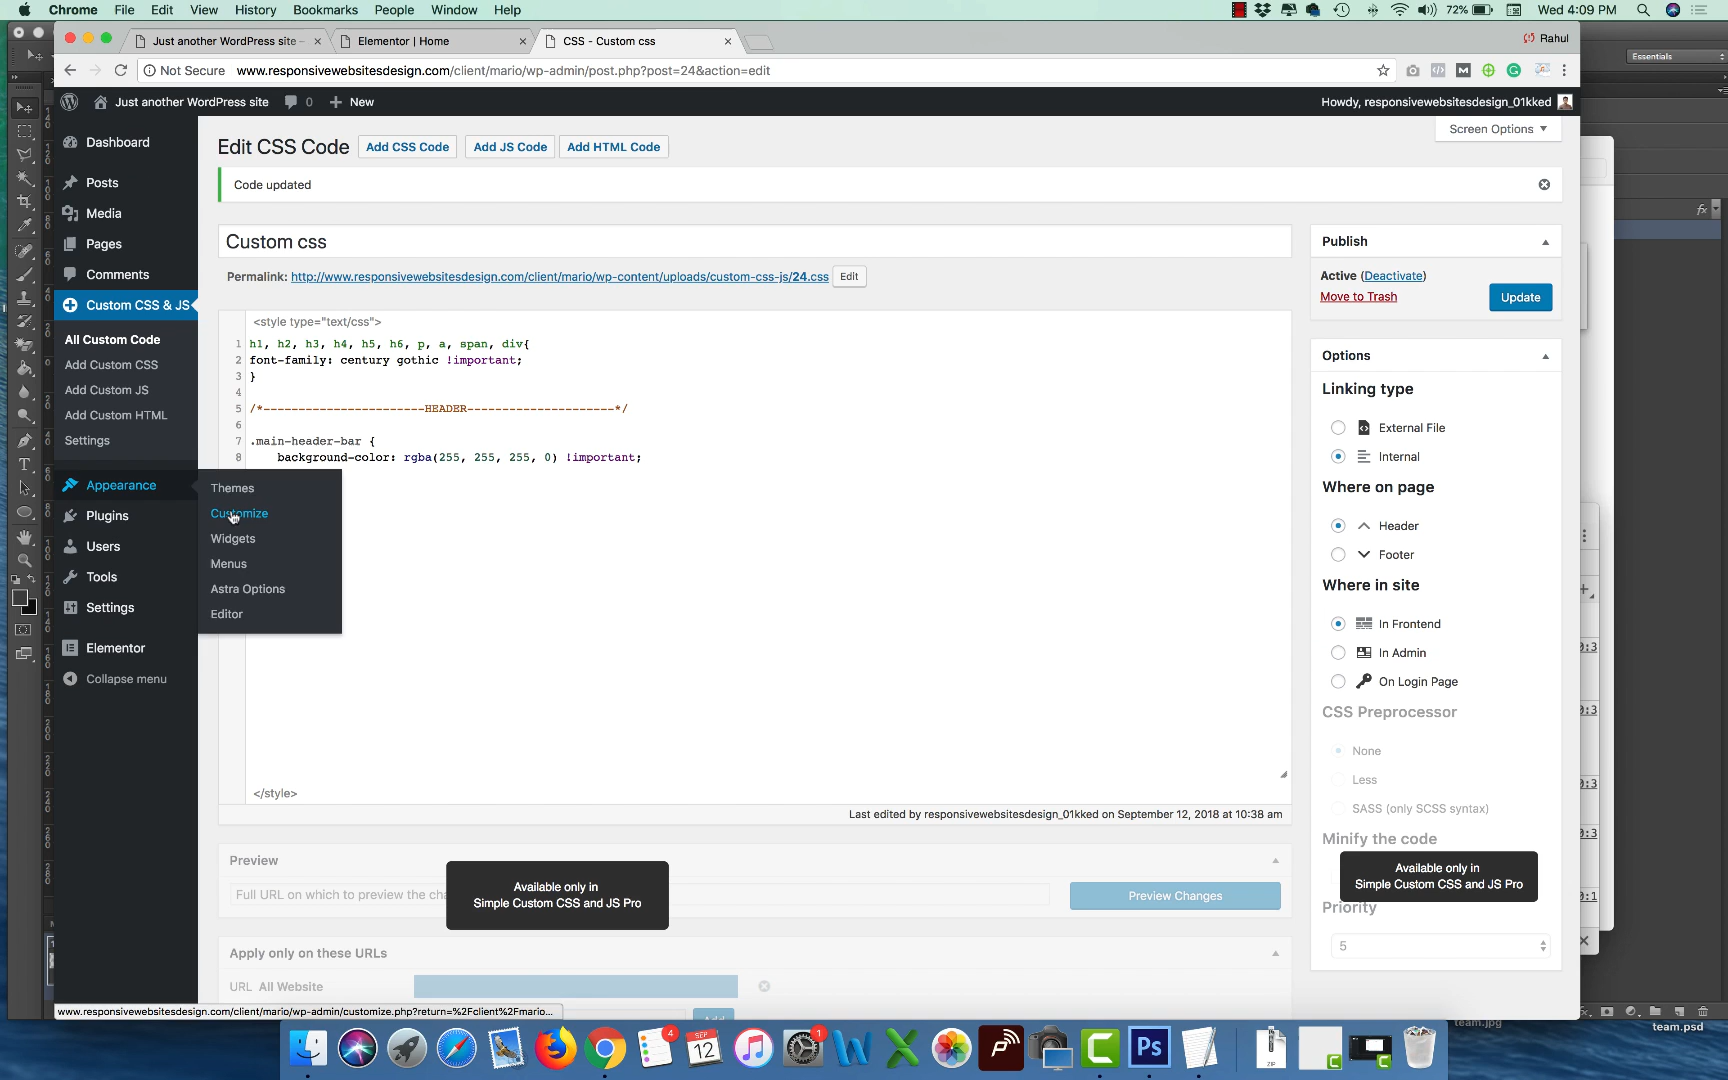 Chrome File Edit View History Bookmarks People Window Help 72% Wed 4:09 PM
Just another WordPress site - Elementor | Home CSS - Custom css Rahul
Not Secure www.responsivewebsitesdesign.com/client/mario/wp-admin/post.php?post=24&action=edit
Essentials
Just another WordPress site 0 New Howdy, responsivewebsitesdesign_01kked
Screen Options
Dashboard
Posts
Media
Pages
Comments
Custom CSS & JS
All Custom Code
Add Custom CSS
Add Custom JS
Add Custom HTML
Settings
Appearance
Plugins
Users
Tools
Settings
Elementor
Collapse menu
Themes
Customize
Widgets
Menus
Astra Options
Editor
Edit CSS Code Add CSS Code Add JS Code Add HTML Code
Code updated
Custom css
Permalink: http://www.responsivewebsitesdesign.com/client/mario/wp-content/uploads/custom-css-js/24.css Edit
<style type="text/css">
1 h1, h2, h3, h4, h5, h6, p, a, span, div{
2 font-family: century gothic !important;
3 }
4
5 /*-----------------------HEADER---------------------*/
6
7 .main-header-bar {
8 background-color: rgba(255, 255, 255, 0) !important;
</style>
Last edited by responsivewebsitesdesign_01kked on September 12, 2018 at 10:38 am
Preview
Full URL on which to preview the cha
Available only in
Simple Custom CSS and JS Pro
Preview Changes
Apply only on these URLs
URL All Website
Add
Publish
Active (Deactivate)
Move to Trash
Update
Options
Linking type
External File
Internal
Where on page
Header
Footer
Where in site
In Frontend
In Admin
On Login Page
CSS Preprocessor
None
Less
SASS (only SCSS syntax)
Minify the code
Available only in
Simple Custom CSS and JS Pro
Priority
5
www.responsivewebsitesdesign.com/client/mario/wp-admin/customize.php?return=%2Fclient%2Fmario...
team.jpg
team.psd
4
SEP
12
1
Ps
ZIP